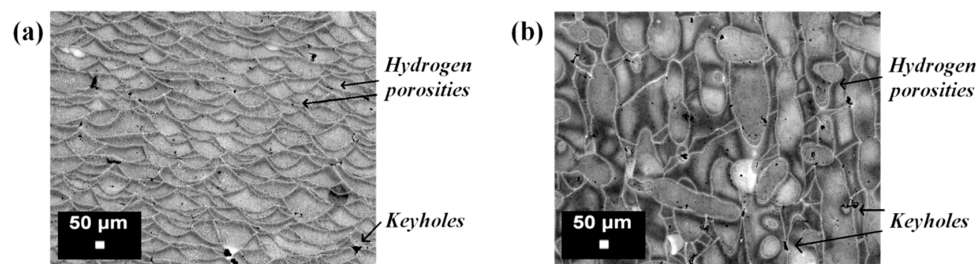 (a)
Hydrogen
porosities
Keyholes
50 µm
(b)
Hydrogen
porosities
Keyholes
50 µm